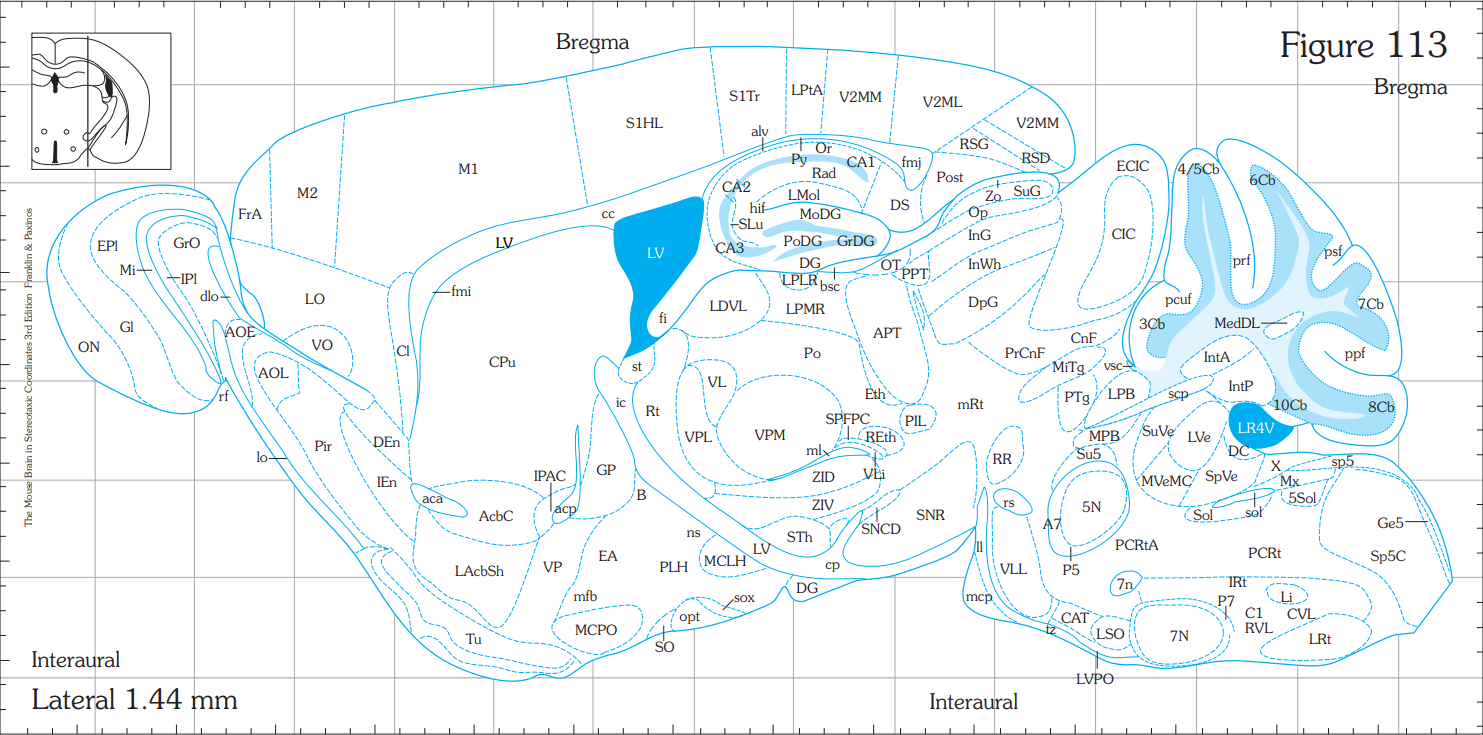 Bregma
Figure 113
Bregma
S1Tr LPtA V2MM V2ML
S1HL V2MM
alv
Py Or CA1 fmj RSG RSD
M1 Rad ECIC 4/5Cb 6Cb
M2 CA2 LMol Post Zo SuG
FrA cc hif MoDG DS Op
SLu
EPl GrO LV LV CA3 PoDG GrDG InG CIC
Mi IPl DG OT PPT InWh prf psf
dlo fmi LPLR bsc
LO LDVL LPMR DpG pcuf 7Cb
Gl fi 3Cb MedDL
ON AOE VO Cl APT CnF
CPu Po PrCnF ppf
AOL st MiTg vsc IntA
rf VL Eth IntP
ic Rt mRt PTg LPB scp 10Cb 8Cb
SPFPC PIL
Pir DEn VPL VPM REth MPB SuVe LVe LR4V
lo ml Su5 DC
IEn IPAC GP ZID VLi RR MVeMC SpVe X sp5
Mx
aca acp B ZIV rs 5N 5Sol
AcbC SNCD SNR A7 Sol sol Ge5
ns LV STh
EA PLH MCLH cp ll PCRtA PCRt Sp5C
LAcbSh VP VLL P5
mfb DG mcp 7n IRt
sox P7 Li
MCPO opt CAT C1 CVL
Tu SO tz LSO 7N RVL LRt
LVPO
Interaural
Lateral 1.44 mm
Interaural
The Mouse Brain in Stereotaxic Coordinates 33rd Edition Franklin & Paxinos